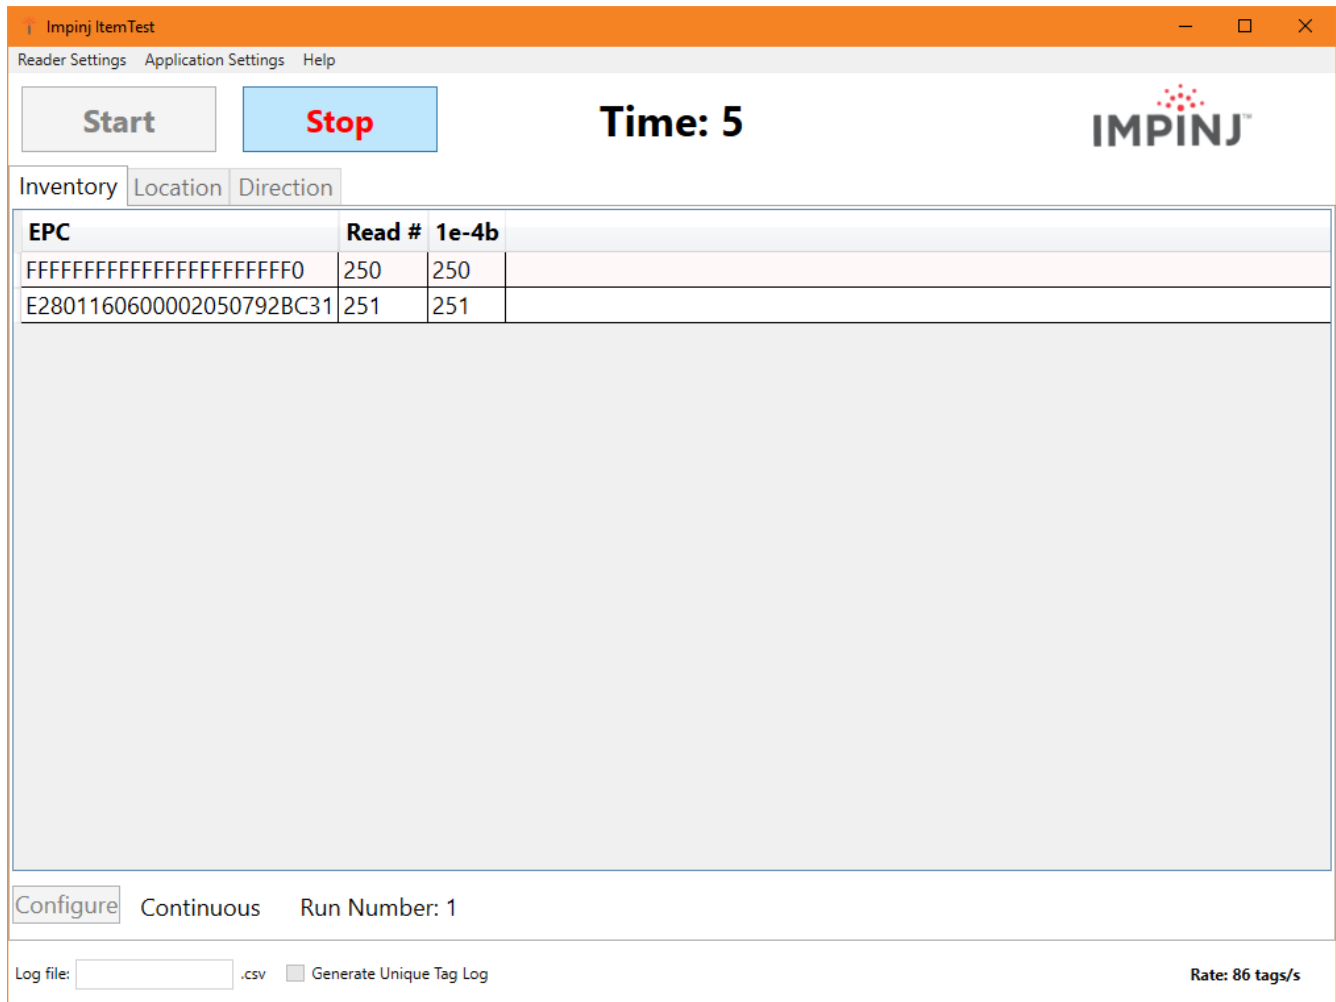 Impinj ItemTest
Reader Settings Application Settings Help
Start Stop Time: 5 IMPINJ™
Inventory Location Direction
EPC Read # 1e-4b
FFFFFFFFFFFFFFFFFFFFFFF0 250 250
E2801160600002050792BC31 251 251
Configure Continuous Run Number: 1
Log file: .csv Generate Unique Tag Log Rate: 86 tags/s